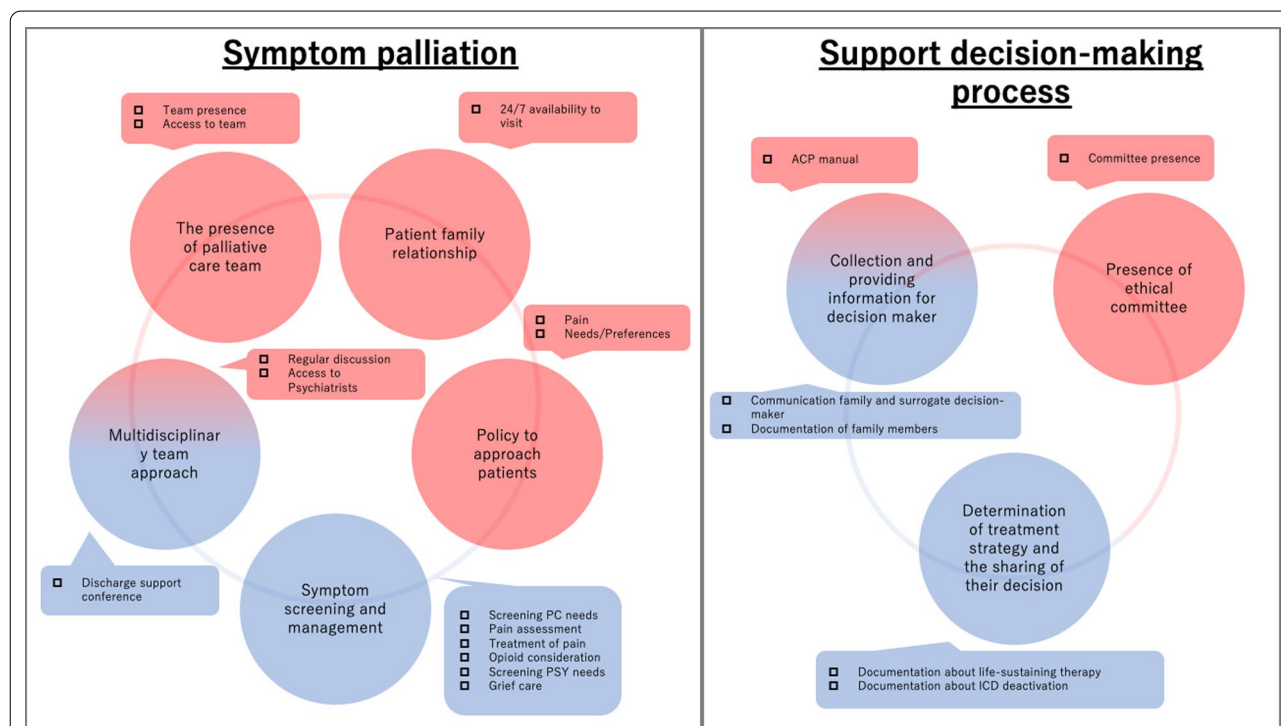 Symptom palliation
Team presence
Access to team
24/7 availability to
visit
The presence
of palliative
care team
Patient family
relationship
Pain
Needs/Preferences
Regular discussion
Access to
Psychiatrists
Multidisciplinar
y team
approach
Policy to
approach
patients
Discharge support
conference
Symptom
screening and
management
Screening PC needs
Pain assessment
Treatment of pain
Opioid consideration
Screening PSY needs
Grief care
Support decision-making
process
ACP manual
Committee presence
Collection and
providing
information for
decision maker
Presence of
ethical
committee
Communication family and surrogate decision-
maker
Documentation of family members
Determination
of treatment
strategy and
the sharing of
their decision
Documentation about life-sustaining therapy
Documentation about ICD deactivation